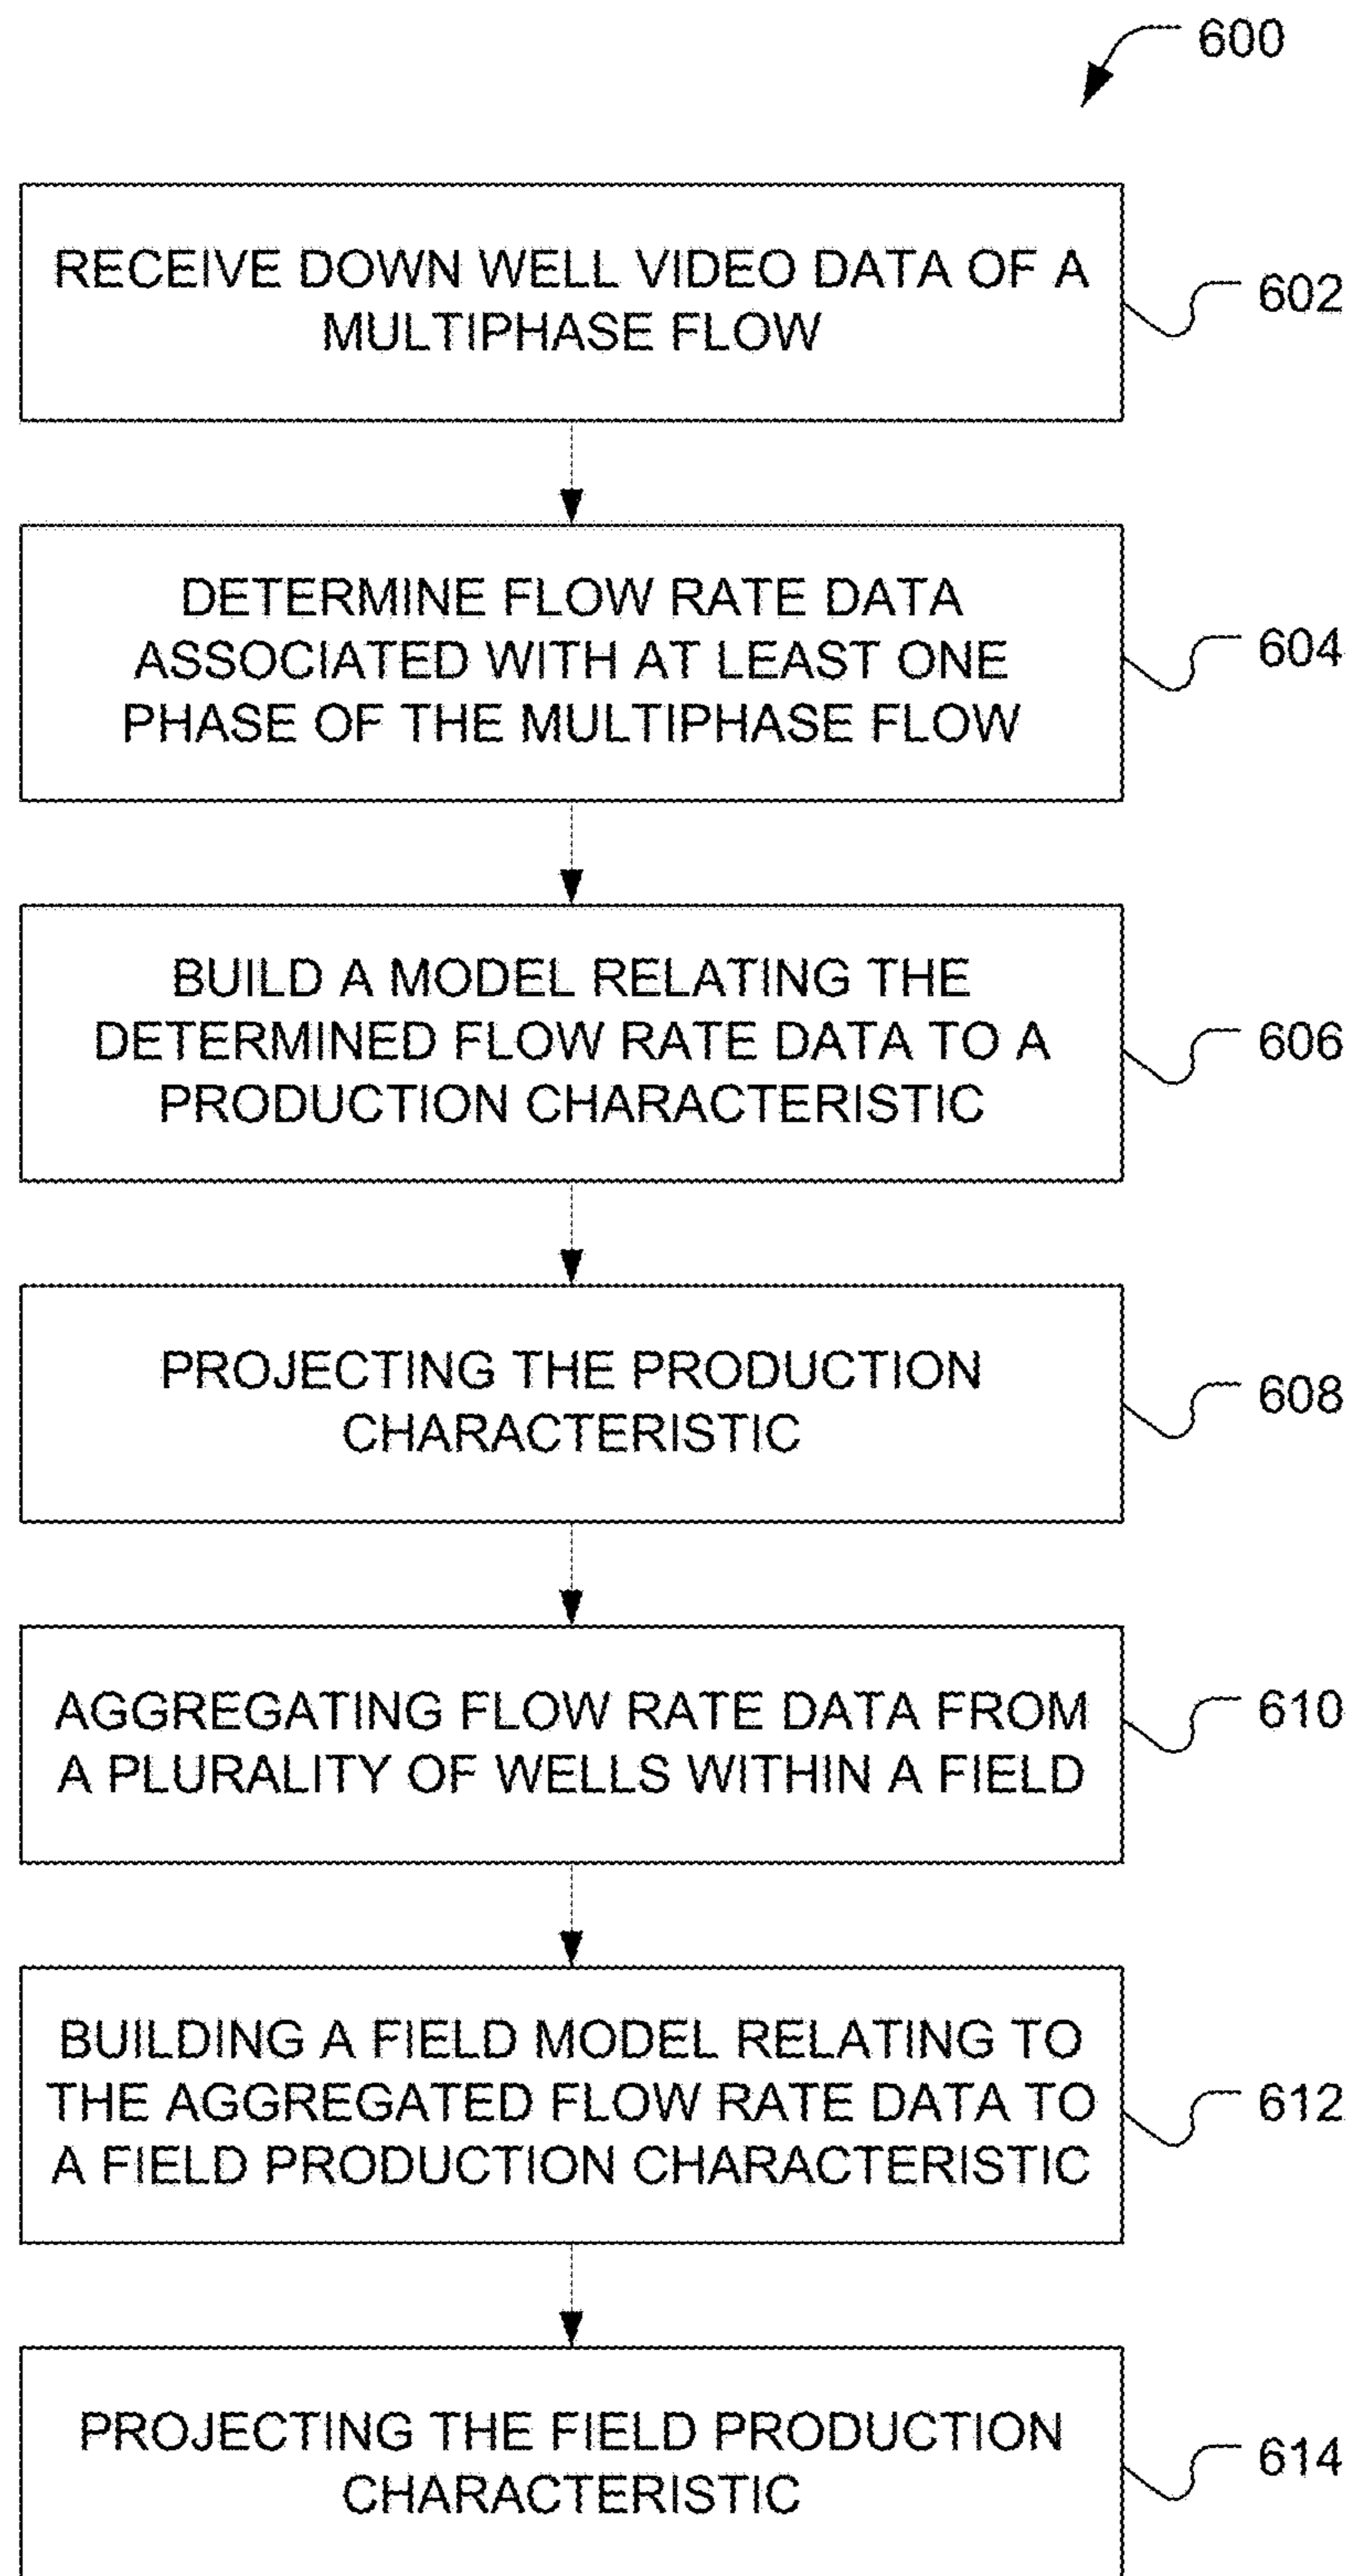 600
RECEIVE DOWN WELL VIDEO DATA OF A
MULTIPHASE FLOW
602
DETERMINE FLOW RATE DATA
ASSOCIATED WITH AT LEAST ONE
PHASE OF THE MULTIPHASE FLOW
604
BUILD A MODEL RELATING THE
DETERMINED FLOW RATE DATA TO A
PRODUCTION CHARACTERISTIC
606
PROJECTING THE PRODUCTION
CHARACTERISTIC
608
AGGREGATING FLOW RATE DATA FROM
A PLURALITY OF WELLS WITHIN A FIELD
610
BUILDING A FIELD MODEL RELATING TO
THE AGGREGATED FLOW RATE DATA TO
A FIELD PRODUCTION CHARACTERISTIC
612
PROJECTING THE FIELD PRODUCTION
CHARACTERISTIC
614